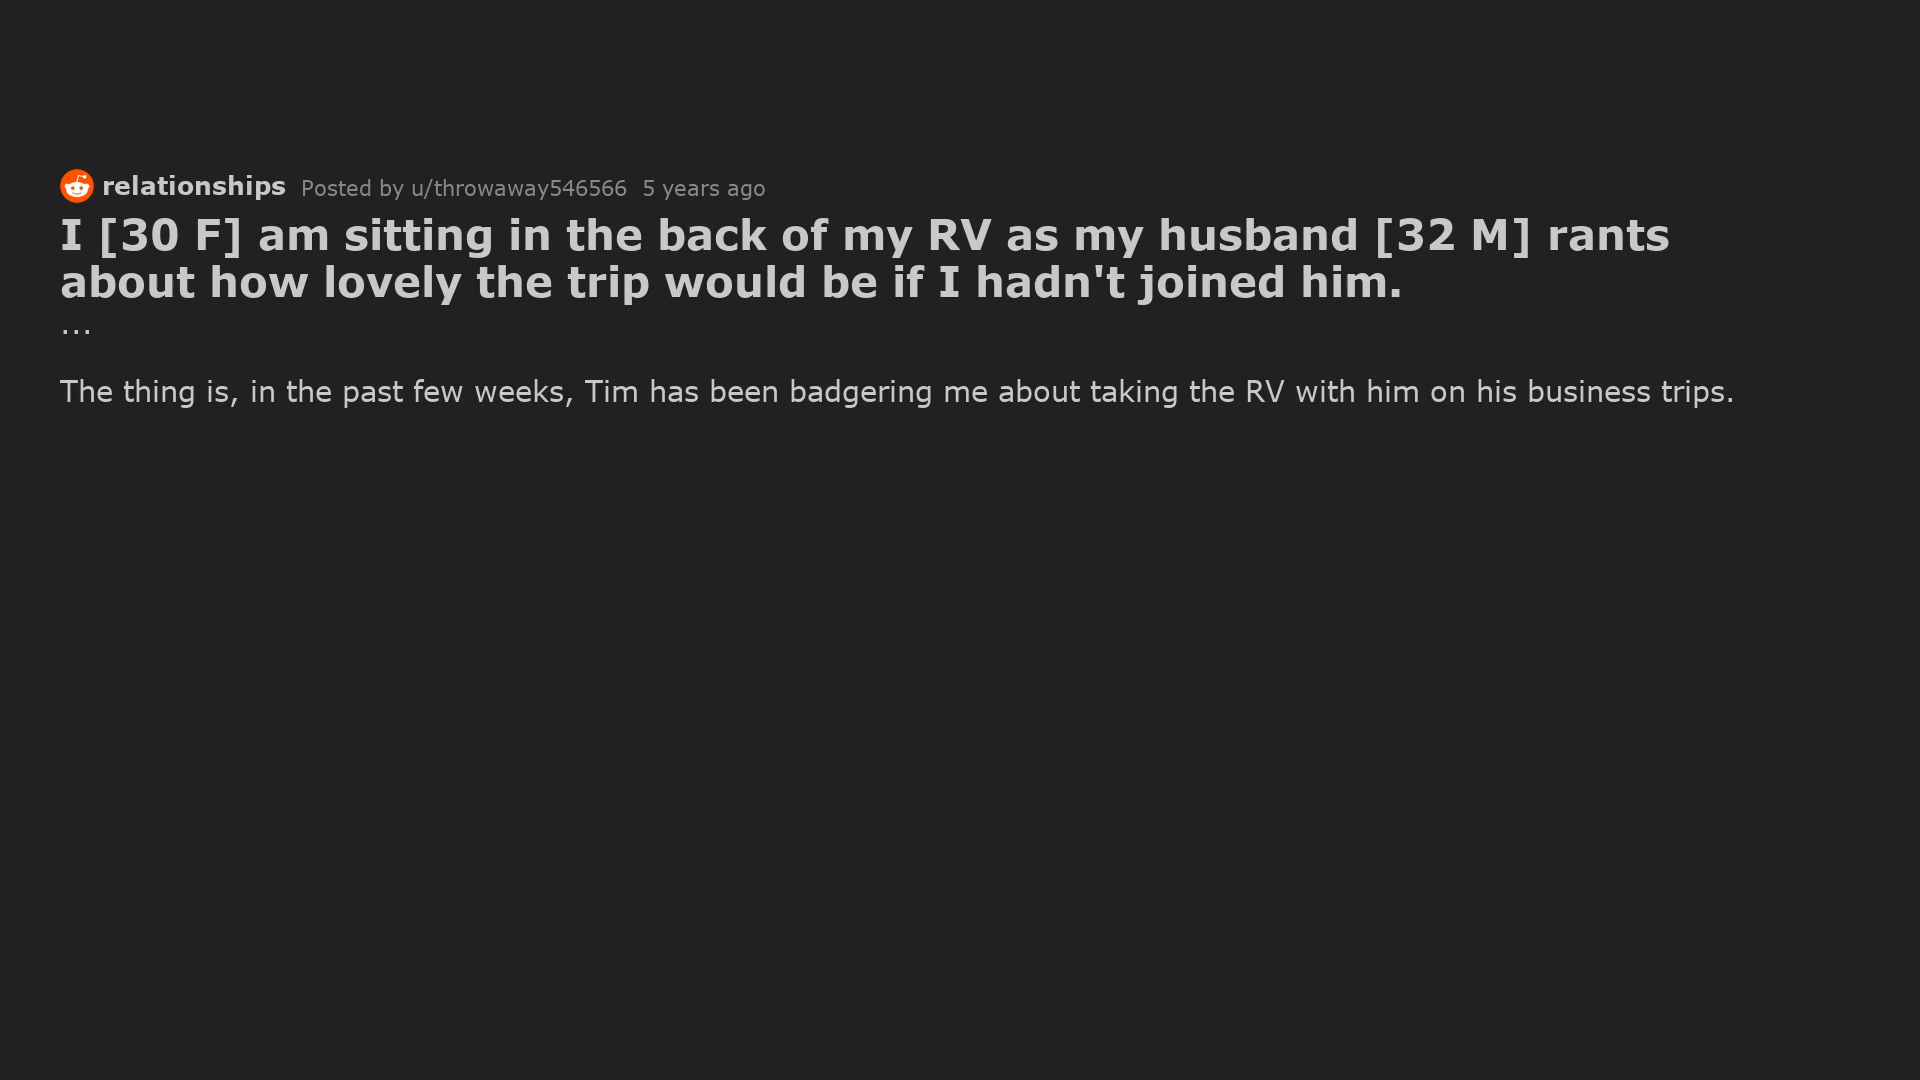 relationships Posted by u/throwaway546566 5 years ago
I [30 F] am sitting in the back of my RV as my husband [32 M] rants
about how lovely the trip would be if I hadn't joined him.
...
The thing is, in the past few weeks, Tim has been badgering me about taking the RV with him on his business trips.